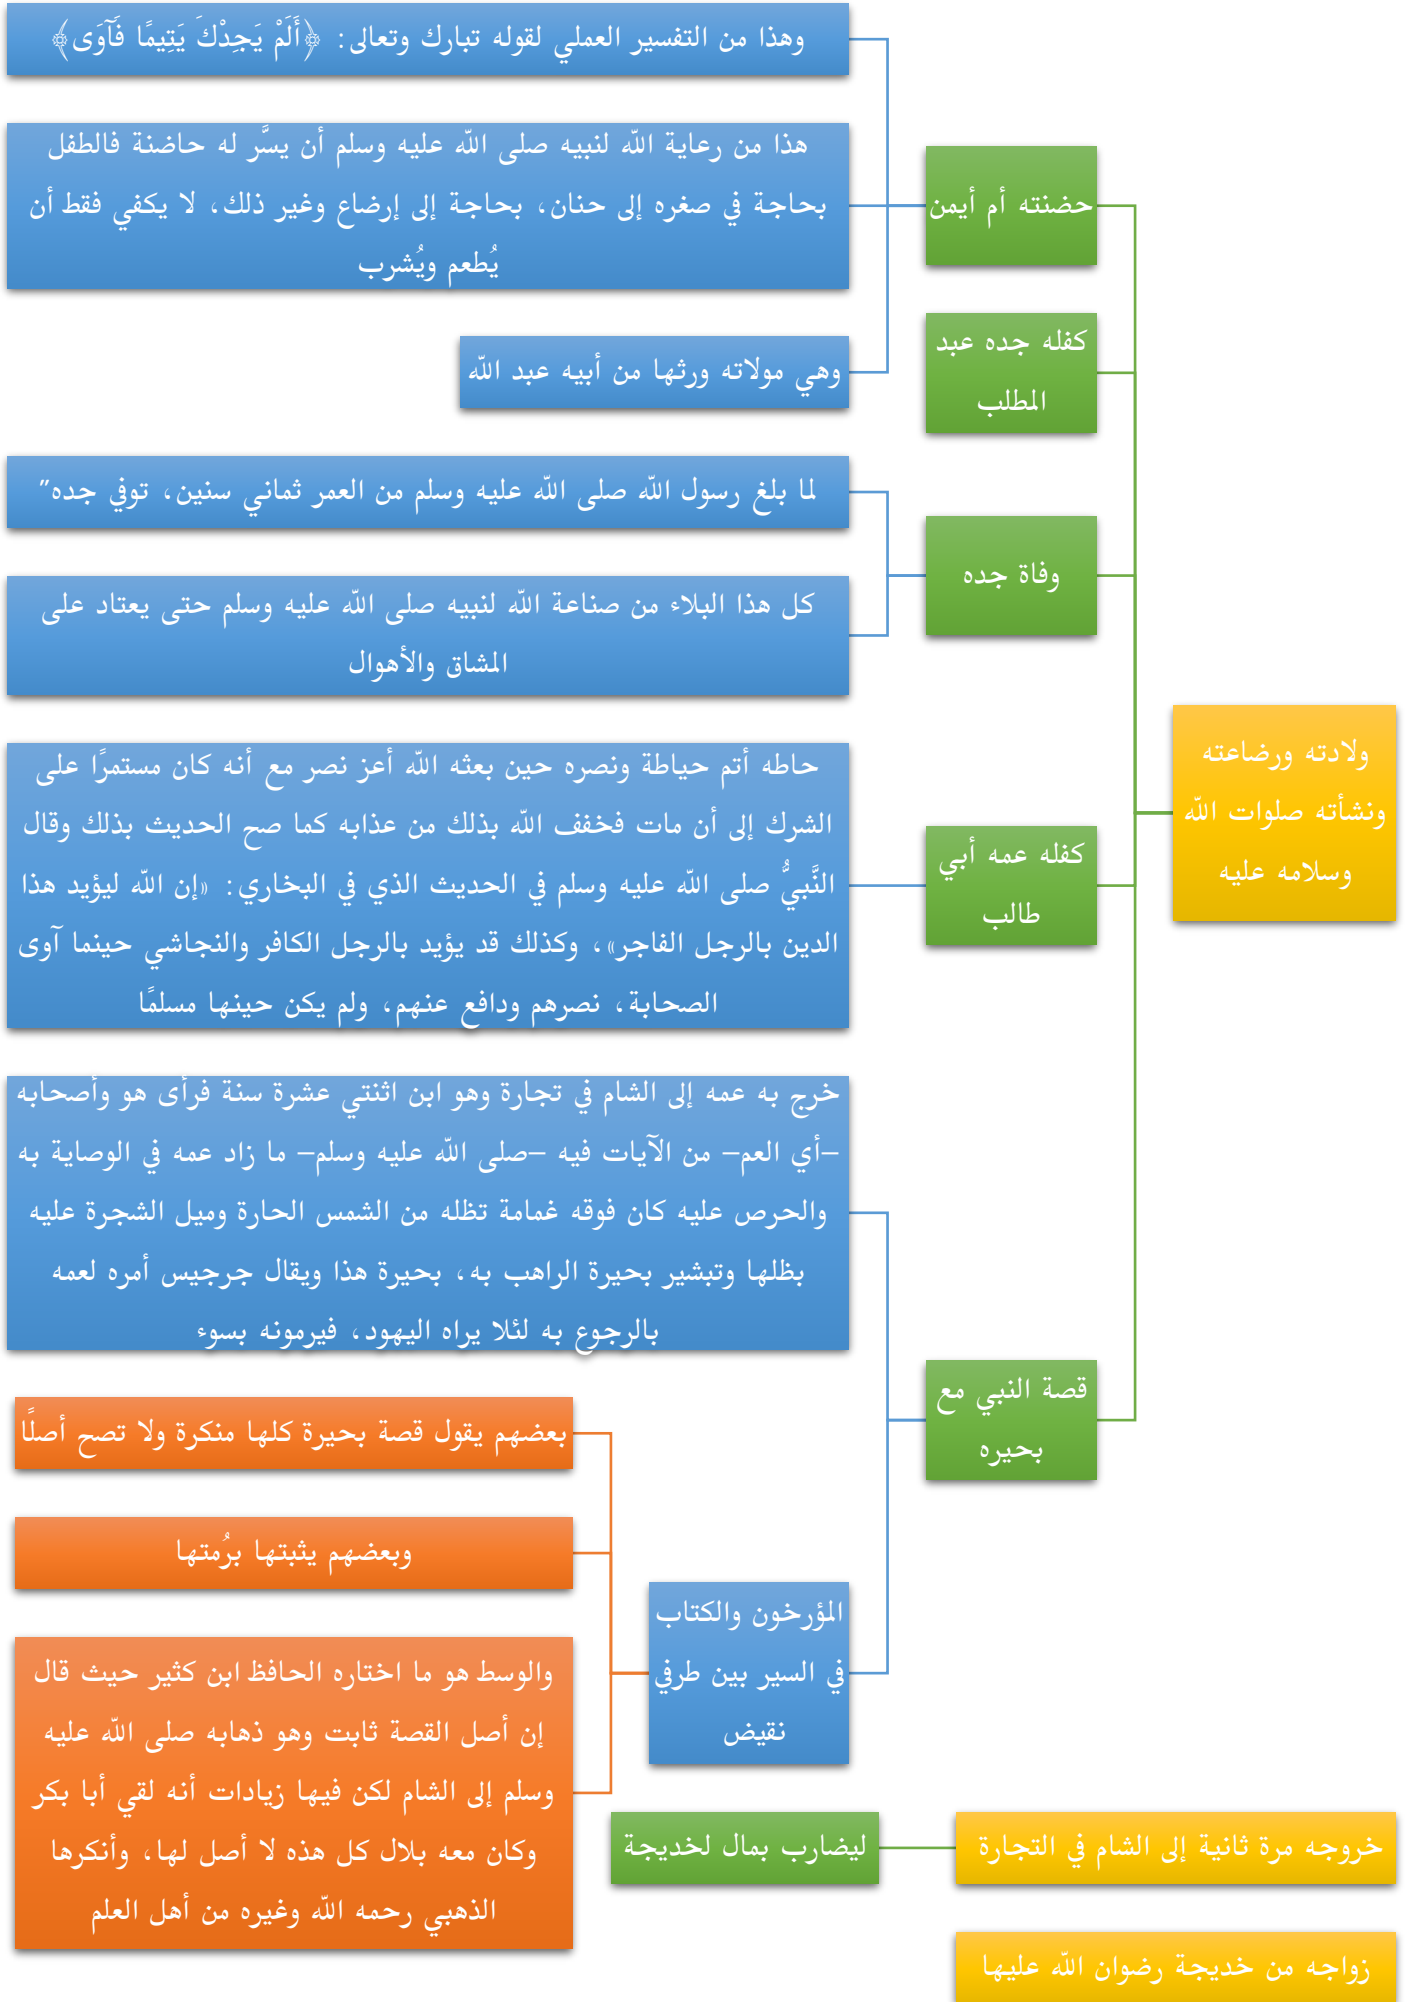 ولادته ورضاعته
ونشأته صلوات الله
وسلامه عليه
حضنته أم أيمن
وهذا من التفسير العملي لقوله تبارك وتعالى: ﴿أَلَمْ يَجِدْكَ يَتِيمًا فَآوَى﴾
هذا من رعاية الله لنبيه صلى الله عليه وسلم أن يسَّر له حاضنة فالطفل
بحاجة في صغره إلى حنان، بحاجة إلى إرضاع وغير ذلك، لا يكفي فقط أن
يُطعم ويُشرب
وهي مولاته ورثها من أبيه عبد الله
كفله جده عبد
المطلب
وفاة جده
لما بلغ رسول الله صلى الله عليه وسلم من العمر ثماني سنين، توفي جده"
كل هذا البلاء من صناعة الله لنبيه صلى الله عليه وسلم حتى يعتاد على
المشاق والأهوال
كفله عمه أبي
طالب
حاطه أتم حياطة ونصره حين بعثه الله أعز نصر مع أنه كان مستمرًا على
الشرك إلى أن مات فخفف الله بذلك من عذابه كما صح الحديث بذلك وقال
النَّبيُّ صلى الله عليه وسلم في الحديث الذي في البخاري: «إن الله ليؤيد هذا
الدين بالرجل الفاجر»، وكذلك قد يؤيد بالرجل الكافر والنجاشي حينما آوى
الصحابة، نصرهم ودافع عنهم، ولم يكن حينها مسلمًا
قصة النبي مع
بحيره
خرج به عمه إلى الشام في تجارة وهو ابن اثنتي عشرة سنة فرأى هو وأصحابه
–أي العم– من الآيات فيه –صلى الله عليه وسلم– ما زاد عمه في الوصاية به
والحرص عليه كان فوقه غمامة تظله من الشمس الحارة وميل الشجرة عليه
بظلها وتبشير بحيرة الراهب به، بحيرة هذا ويقال جرجيس أمره لعمه
بالرجوع به لئلا يراه اليهود، فيرمونه بسوء
المؤرخون والكتاب
في السير بين طرفي
نقيض
بعضهم يقول قصة بحيرة كلها منكرة ولا تصح أصلًا
وبعضهم يثبتها برُمتها
والوسط هو ما اختاره الحافظ ابن كثير حيث قال
إن أصل القصة ثابت وهو ذهابه صلى الله عليه
وسلم إلى الشام لكن فيها زيادات أنه لقي أبا بكر
وكان معه بلال كل هذه لا أصل لها، وأنكرها
الذهبي رحمه الله وغيره من أهل العلم
خروجه مرة ثانية إلى الشام في التجارة
ليضارب بمال لخديجة
زواجه من خديجة رضوان الله عليها